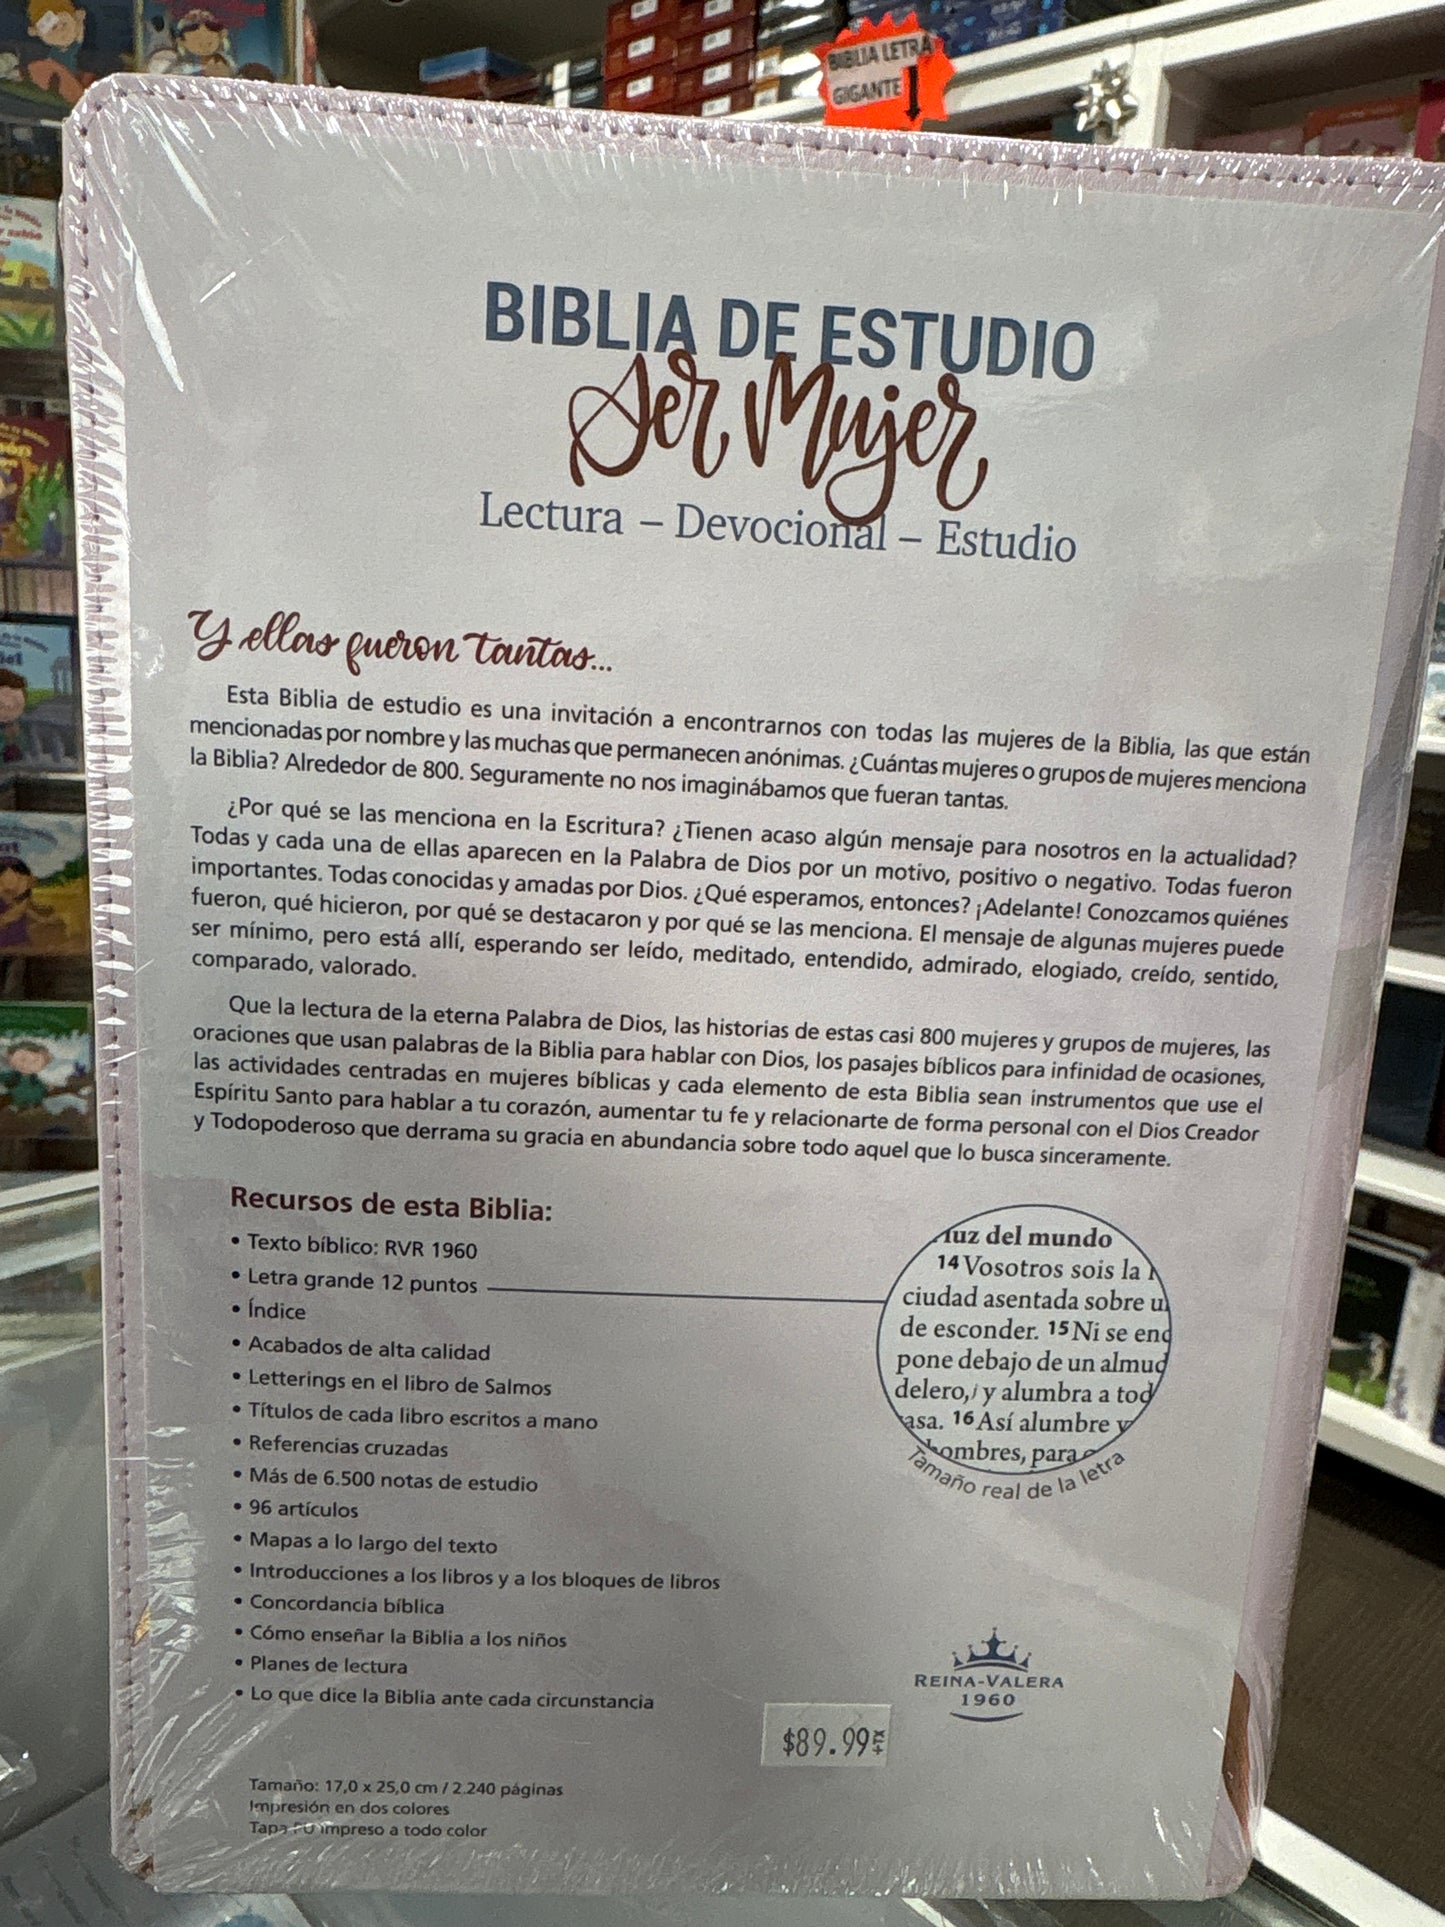 BIBLIA LETRA
GIGANTE
BIBLIA DE ESTUDIO
Ser Mujer
Lectura – Devocional – Estudio
Y ellas fueron tantas...
Esta Biblia de estudio es una invitación a encontrarnos con todas las mujeres de la Biblia, las que están
mencionadas por nombre y las muchas que permanecen anónimas. ¿Cuántas mujeres o grupos de mujeres menciona
la Biblia? Alrededor de 800. Seguramente no nos imaginábamos que fueran tantas.
¿Por qué se las menciona en la Escritura? ¿Tienen acaso algún mensaje para nosotros en la actualidad?
Todas y cada una de ellas aparecen en la Palabra de Dios por un motivo, positivo o negativo. Todas fueron
importantes. Todas conocidas y amadas por Dios. ¿Qué esperamos, entonces? ¡Adelante! Conozcamos quiénes
fueron, qué hicieron, por qué se destacaron y por qué se las menciona. El mensaje de algunas mujeres puede
ser mínimo, pero está allí, esperando ser leído, meditado, entendido, admirado, elogiado, creído, sentido,
comparado, valorado.
Que la lectura de la eterna Palabra de Dios, las historias de estas casi 800 mujeres y grupos de mujeres, las
oraciones que usan palabras de la Biblia para hablar con Dios, los pasajes bíblicos para infinidad de ocasiones,
las actividades centradas en mujeres bíblicas y cada elemento de esta Biblia sean instrumentos que use el
Espíritu Santo para hablar a tu corazón, aumentar tu fe y relacionarte de forma personal con el Dios Creador
y Todopoderoso que derrama su gracia en abundancia sobre todo aquel que lo busca sinceramente.
Recursos de esta Biblia:
• Texto bíblico: RVR 1960
• Letra grande 12 puntos
• Índice
• Acabados de alta calidad
• Letterings en el libro de Salmos
• Títulos de cada libro escritos a mano
• Referencias cruzadas
• Más de 6.500 notas de estudio
• 96 artículos
• Mapas a lo largo del texto
• Introducciones a los libros y a los bloques de libros
• Concordancia bíblica
• Cómo enseñar la Biblia a los niños
• Planes de lectura
• Lo que dice la Biblia ante cada circunstancia
luz del mundo
14 Vosotros sois la
ciudad asentada sobre u
de esconder. 15 Ni se enc
pone debajo de un almud
delero, j y alumbra a tod
asa. 16 Así alumbre v
hombres, para
Tamaño real de la letra
REINA-VALERA
1960
$89.99
Tamaño: 17,0 x 25,0 cm / 2.240 páginas
Impresión en dos colores
Tapa PU impreso a todo color